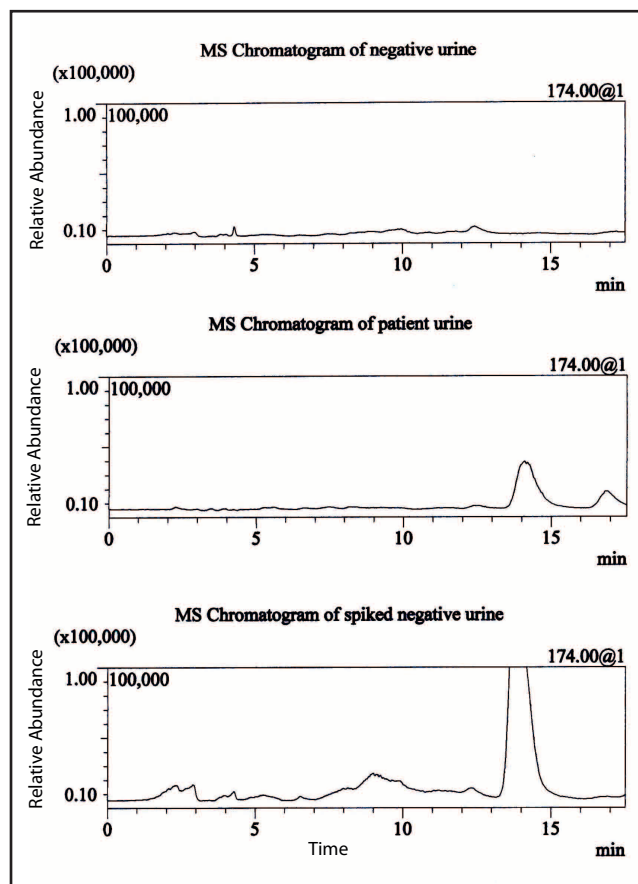 MS Chromatogram of negative urine
(x100,000)
174.00@1
Relative Abundance
1.00
100,000
0.10
0
5
10
15
min
MS Chromatogram of patient urine
(x100,000)
174.00@1
Relative Abundance
1.00
100,000
0.10
0
5
10
15
min
MS Chromatogram of spiked negative urine
(x100,000)
174.00@1
Relative Abundance
1.00
100,000
0.10
0
5
10
15
Time
min